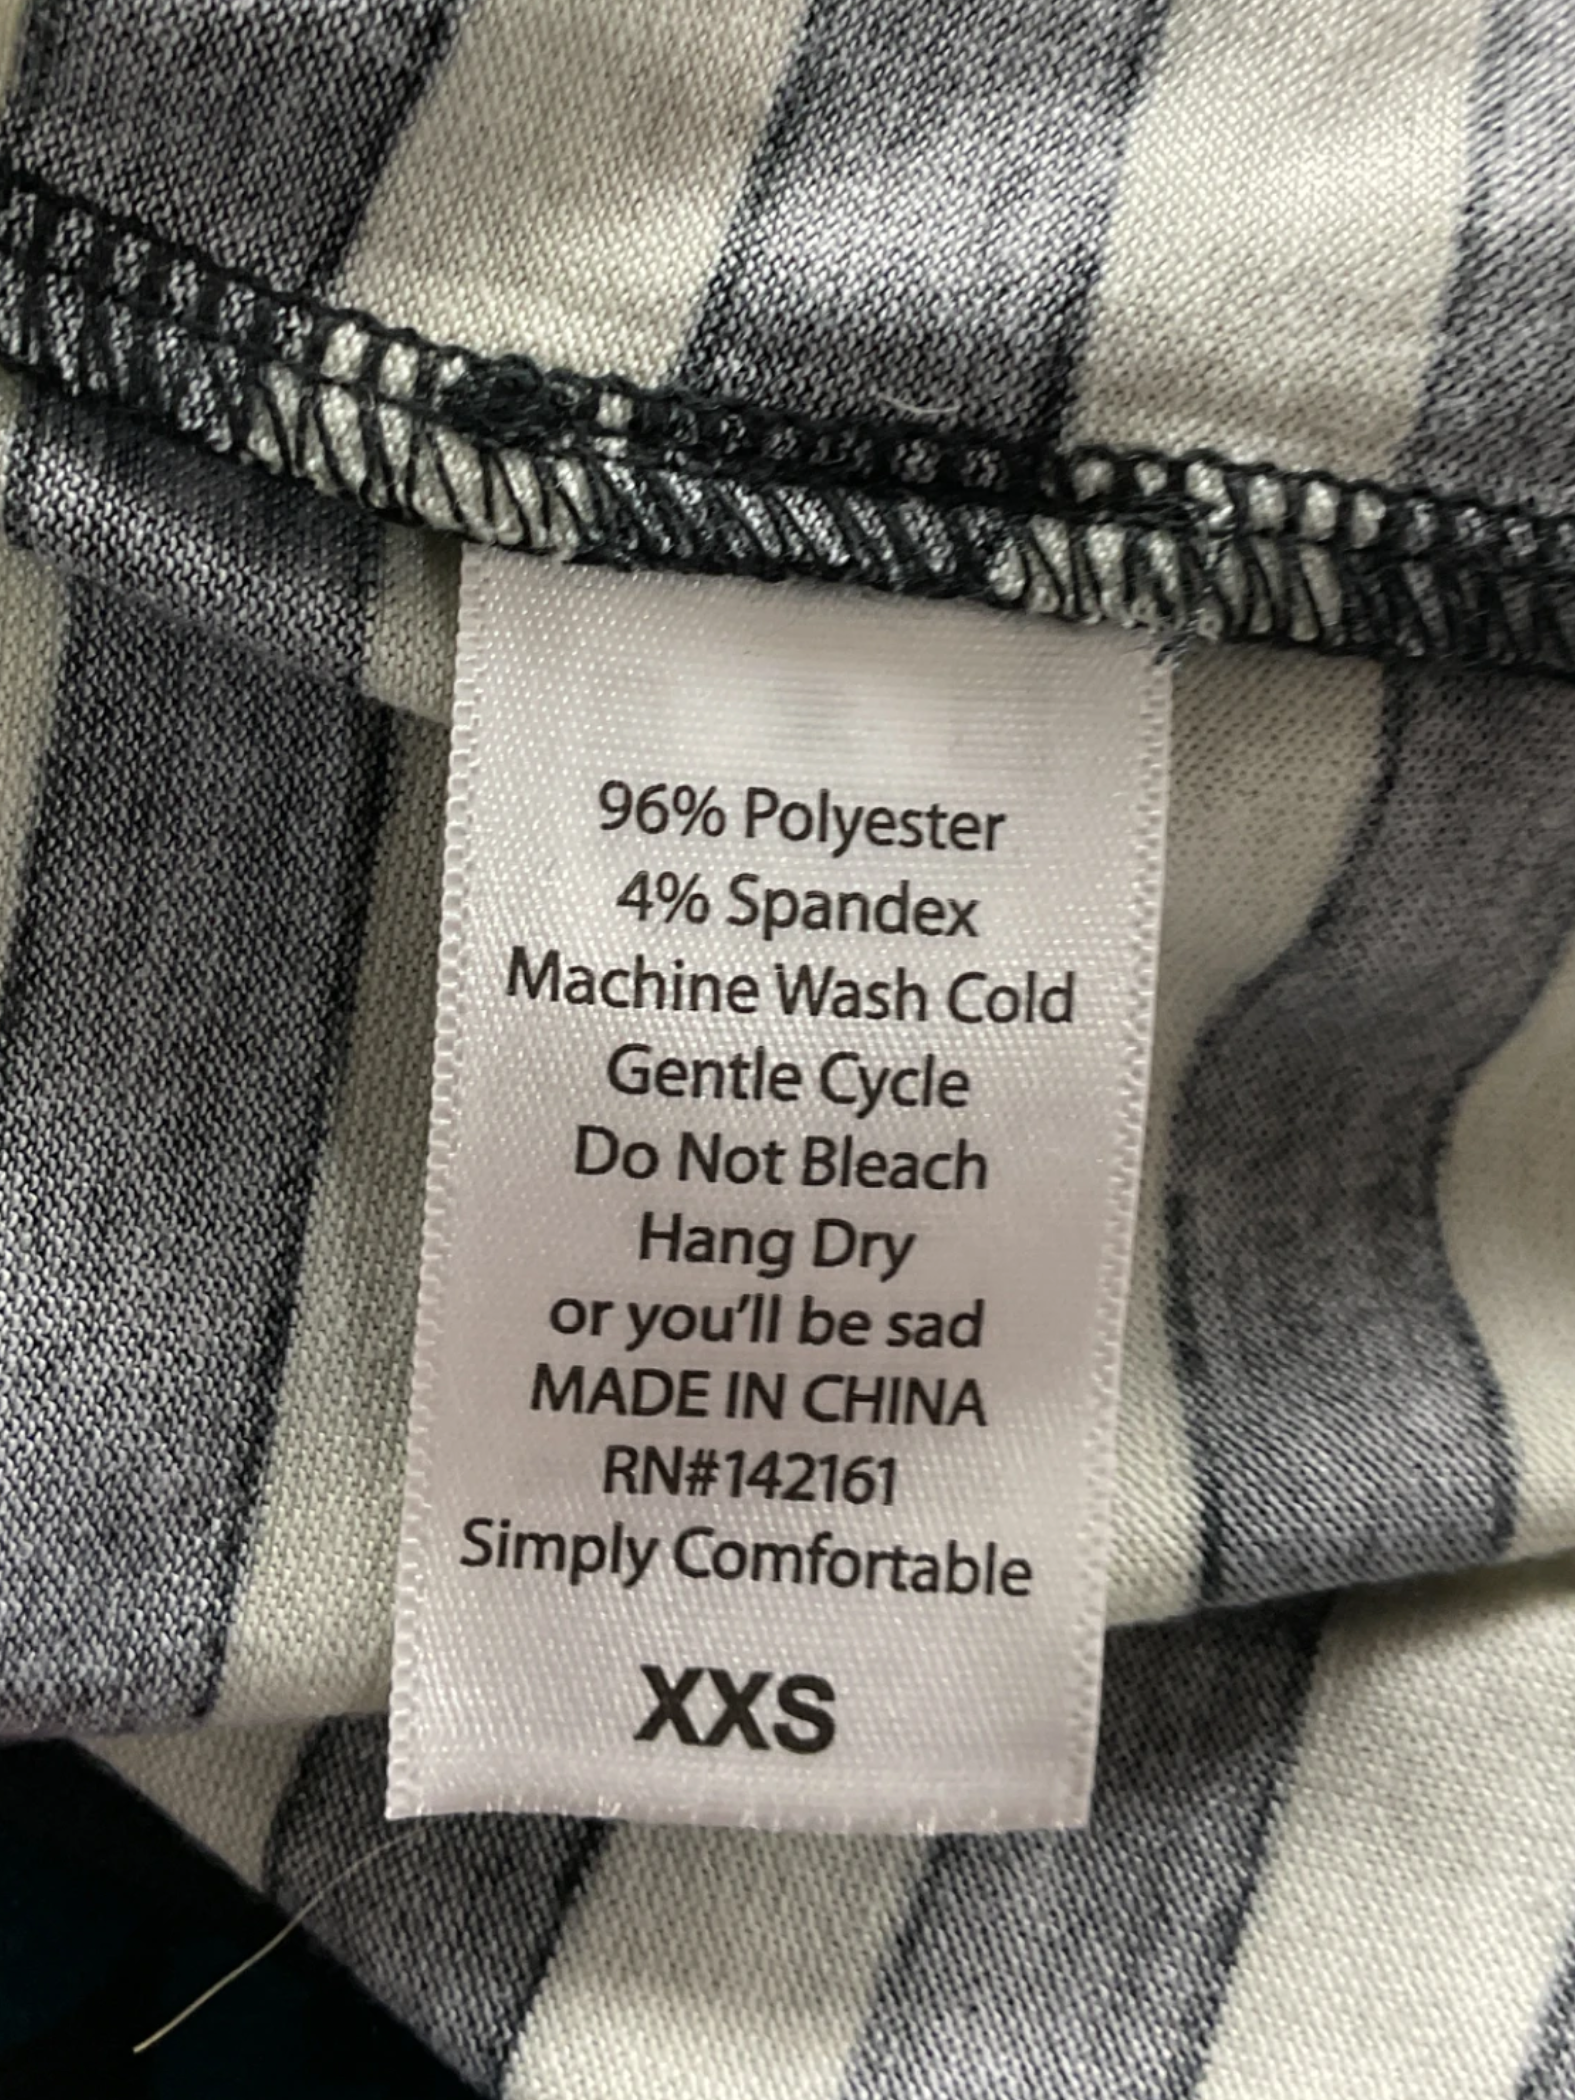 96% Polyester
4% Spandex
Machine Wash Cold
Gentle Cycle
Do Not Bleach
Hang Dry
or you'll be sad
MADE IN CHINA
RN#142161
Simply Comfortable
XXS